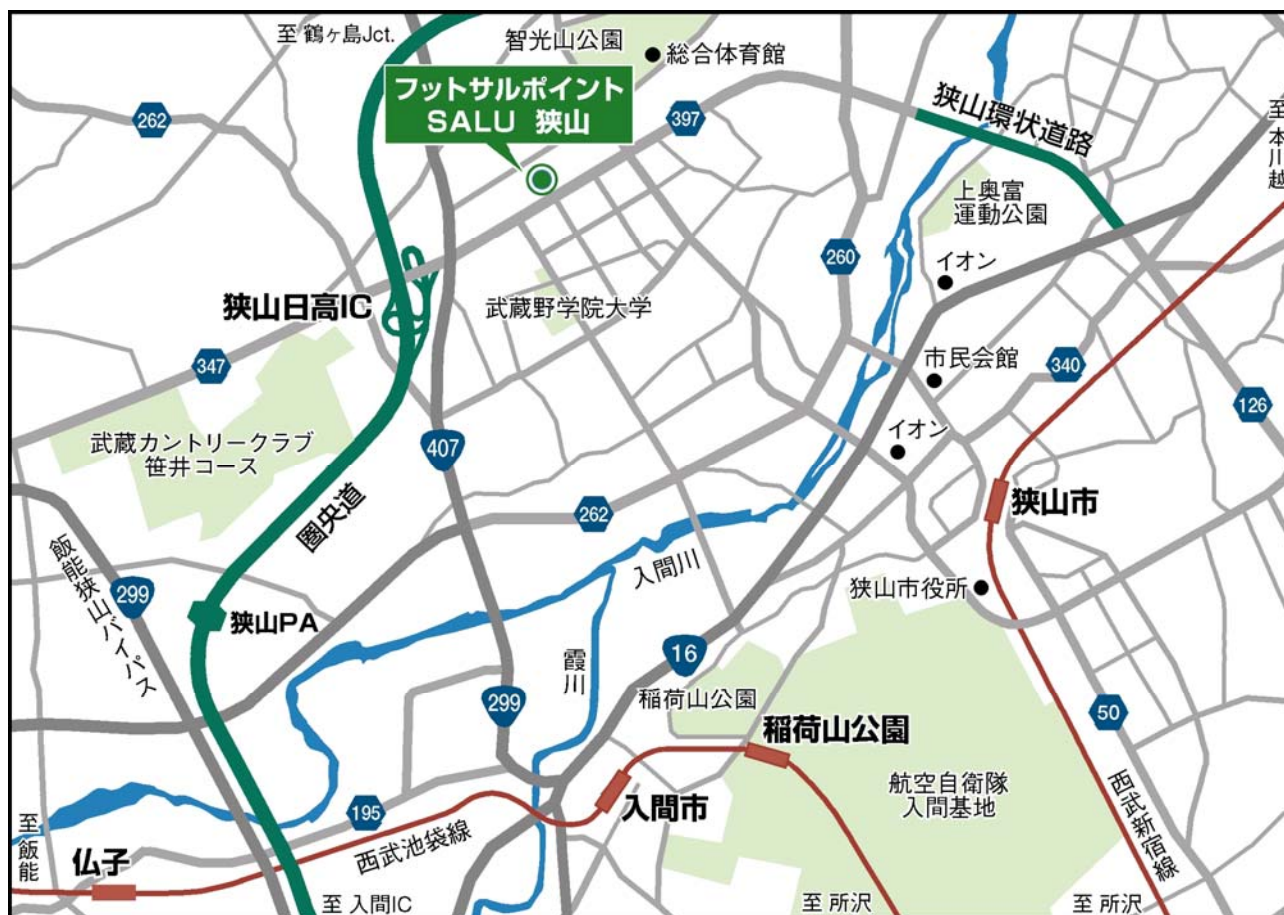 至 鶴ヶ島Jct.
智光山公園
総合体育館
フットサルポイント
SALU 狭山
262
397
狭山環状道路
至 本川越
上奥富
運動公園
260
イオン
狭山日高IC
武蔵野学院大学
347
市民会館
340
126
武蔵カントリークラブ
笹井コース
407
イオン
圏央道
狭山市
262
入間川
飯能狭山バイパス
299
狭山PA
狭山市役所
霞川
16
299
稲荷山公園
50
稲荷山公園
航空自衛隊
入間基地
195
入間市
西武新宿線
至 飯能
仏子
西武池袋線
至 入間IC
至 所沢
至 所沢